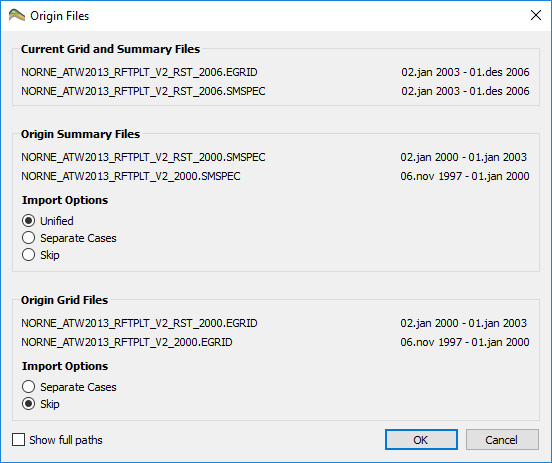 Origin Files
Current Grid and Summary Files
NORNE_ATW2013_RFTPLT_V2_RST_2006.EGRID 02.jan 2003 - 01.des 2006
NORNE_ATW2013_RFTPLT_V2_RST_2006.SMSPEC 02.jan 2003 - 01.des 2006
Origin Summary Files
NORNE_ATW2013_RFTPLT_V2_RST_2000.SMSPEC 02.jan 2000 - 01.jan 2003
NORNE_ATW2013_RFTPLT_V2_2000.SMSPEC 06.nov 1997 - 01.jan 2000
Import Options
Unified
Separate Cases
Skip
Origin Grid Files
NORNE_ATW2013_RFTPLT_V2_RST_2000.EGRID 02.jan 2000 - 01.jan 2003
NORNE_ATW2013_RFTPLT_V2_2000.EGRID 06.nov 1997 - 01.jan 2000
Import Options
Separate Cases
Skip
Show full paths OK Cancel